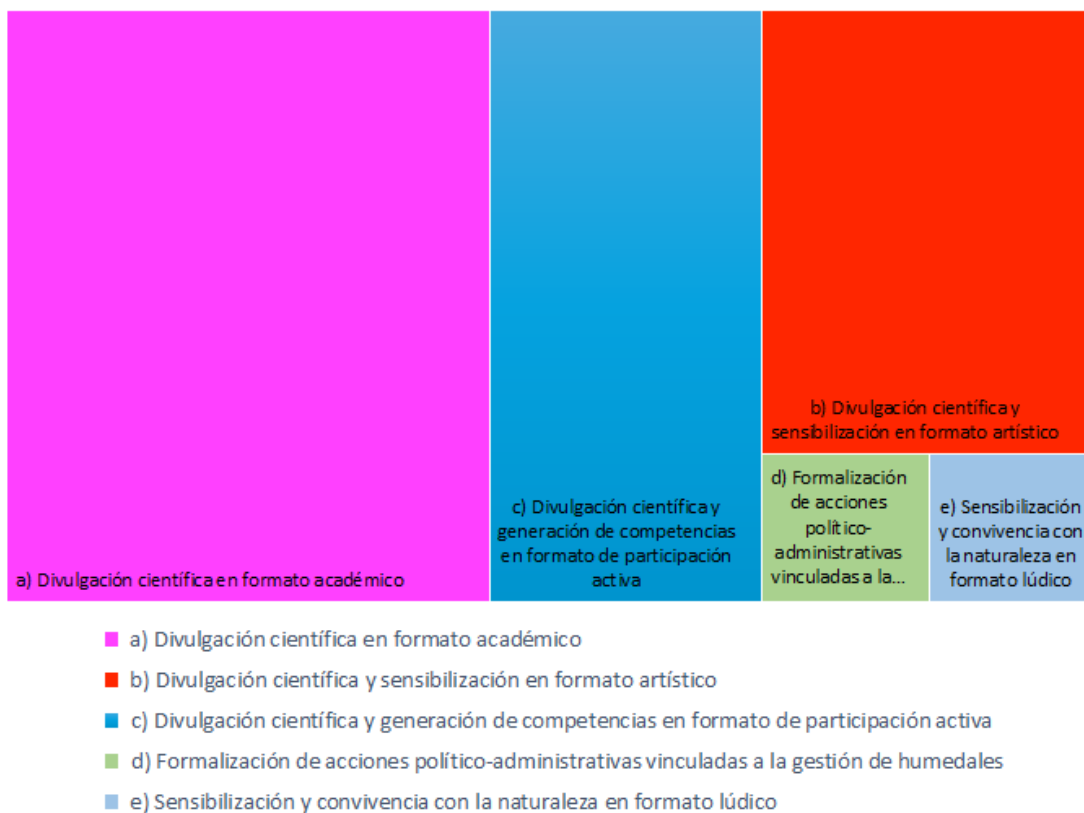 a) Divulgación científica en formato académico
c) Divulgación científica y
generación de competencias
en formato de participación
activa
b) Divulgación científica y
sensibilización en formato artístico
d) Formalización
de acciones
político-
administrativas
vinculadas a la...
e) Sensibilización
y convivencia con
la naturaleza en
formato lúdico
a) Divulgación científica en formato académico
b) Divulgación científica y sensibilización en formato artístico
c) Divulgación científica y generación de competencias en formato de participación activa
d) Formalización de acciones político-administrativas vinculadas a la gestión de humedales
e) Sensibilización y convivencia con la naturaleza en formato lúdico